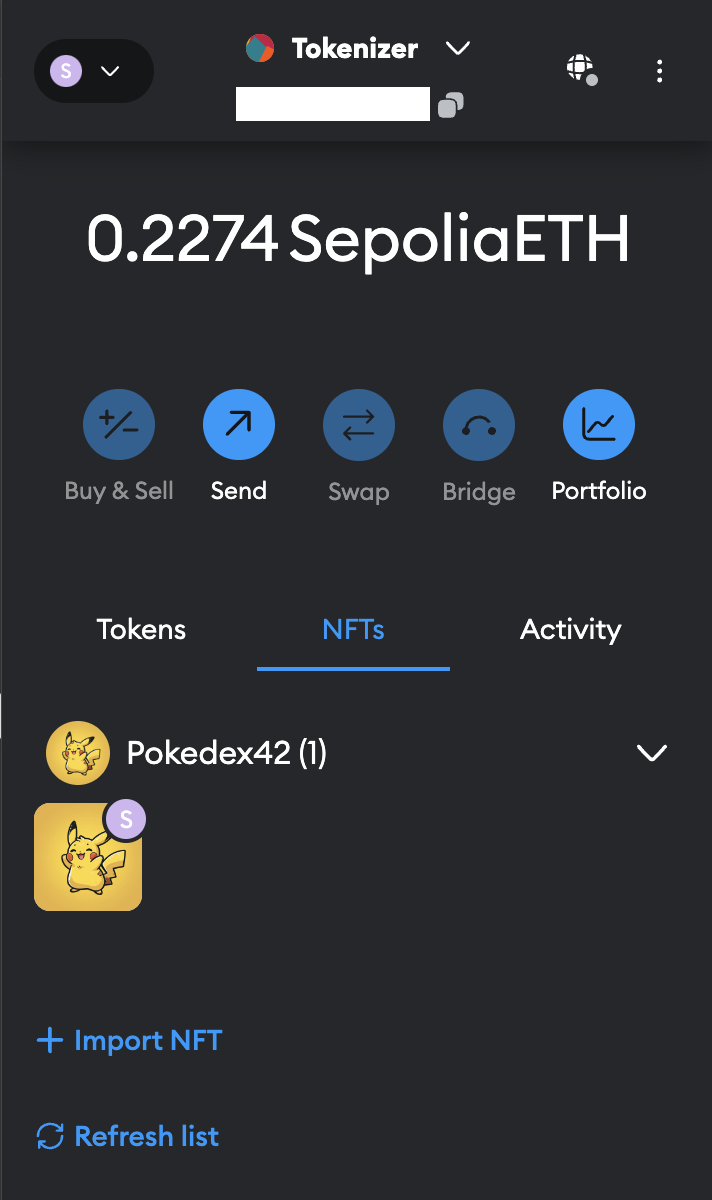 S
Tokenizer
0.2274 SepoliaETH
Buy & Sell
Send
Swap
Bridge
Portfolio
Tokens
NFTs
Activity
Pokedex42 (1)
S
Import NFT
Refresh list